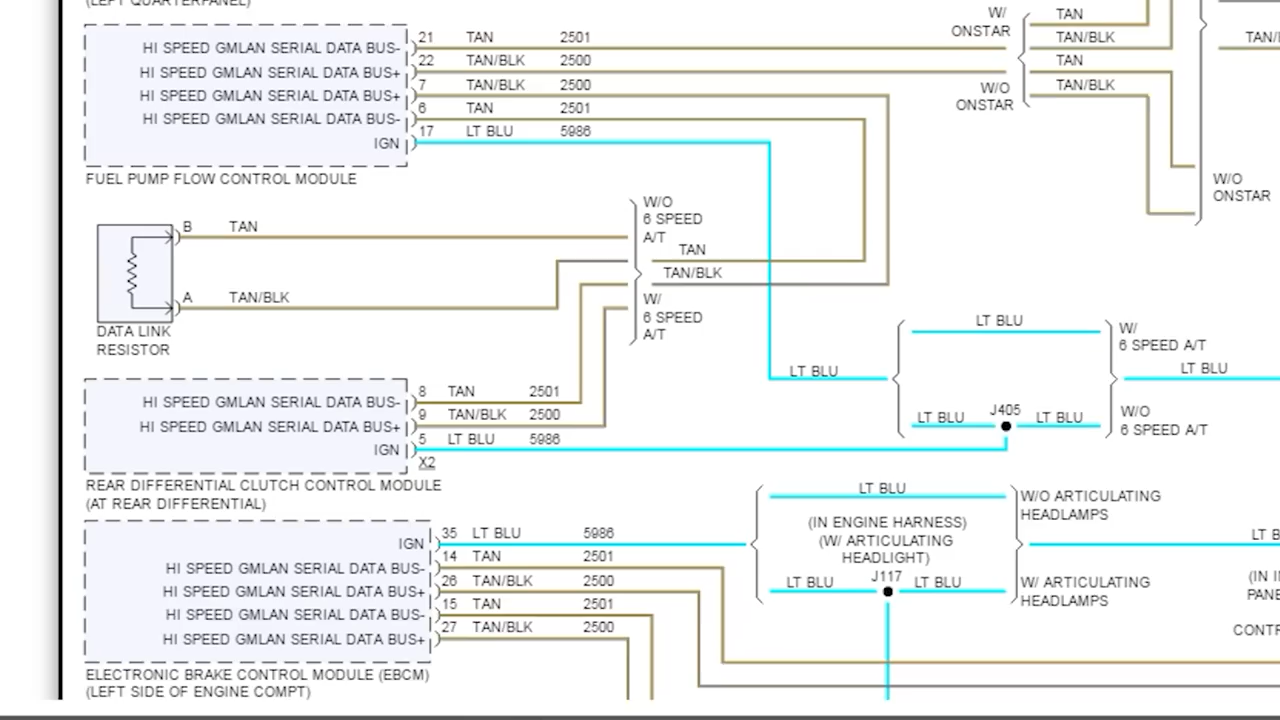 (LEFT QUARTERPANEL)
HI SPEED GMLAN SERIAL DATA BUS- 21 TAN 2501
HI SPEED GMLAN SERIAL DATA BUS+ 22 TAN/BLK 2500
HI SPEED GMLAN SERIAL DATA BUS+ 7 TAN/BLK 2500
HI SPEED GMLAN SERIAL DATA BUS- 6 TAN 2501
IGN 17 LT BLU 5986
FUEL PUMP FLOW CONTROL MODULE
W/
ONSTAR
W/O
ONSTAR
TAN
TAN/BLK
TAN
TAN/BLK
TAN/
W/O
ONSTAR
B TAN
A TAN/BLK
DATA LINK
RESISTOR
W/O
6 SPEED
A/T
TAN
TAN/BLK
W/
6 SPEED
A/T
LT BLU
LT BLU
W/
6 SPEED A/T
LT BLU
LT BLU J405 LT BLU
W/O
6 SPEED A/T
HI SPEED GMLAN SERIAL DATA BUS- 8 TAN 2501
HI SPEED GMLAN SERIAL DATA BUS+ 9 TAN/BLK 2500
IGN 5 LT BLU 5986
X2
REAR DIFFERENTIAL CLUTCH CONTROL MODULE
(AT REAR DIFFERENTIAL)
LT BLU
W/O ARTICULATING
HEADLAMPS
(IN ENGINE HARNESS)
(W/ ARTICULATING
HEADLIGHT)
LT BLU J117 LT BLU
W/ ARTICULATING
HEADLAMPS
LT B
(IN I
PANE
CONTR
IGN 35 LT BLU 5986
HI SPEED GMLAN SERIAL DATA BUS- 14 TAN 2501
HI SPEED GMLAN SERIAL DATA BUS+ 26 TAN/BLK 2500
HI SPEED GMLAN SERIAL DATA BUS- 15 TAN 2501
HI SPEED GMLAN SERIAL DATA BUS+ 27 TAN/BLK 2500
ELECTRONIC BRAKE CONTROL MODULE (EBCM)
(LEFT SIDE OF ENGINE COMPT)